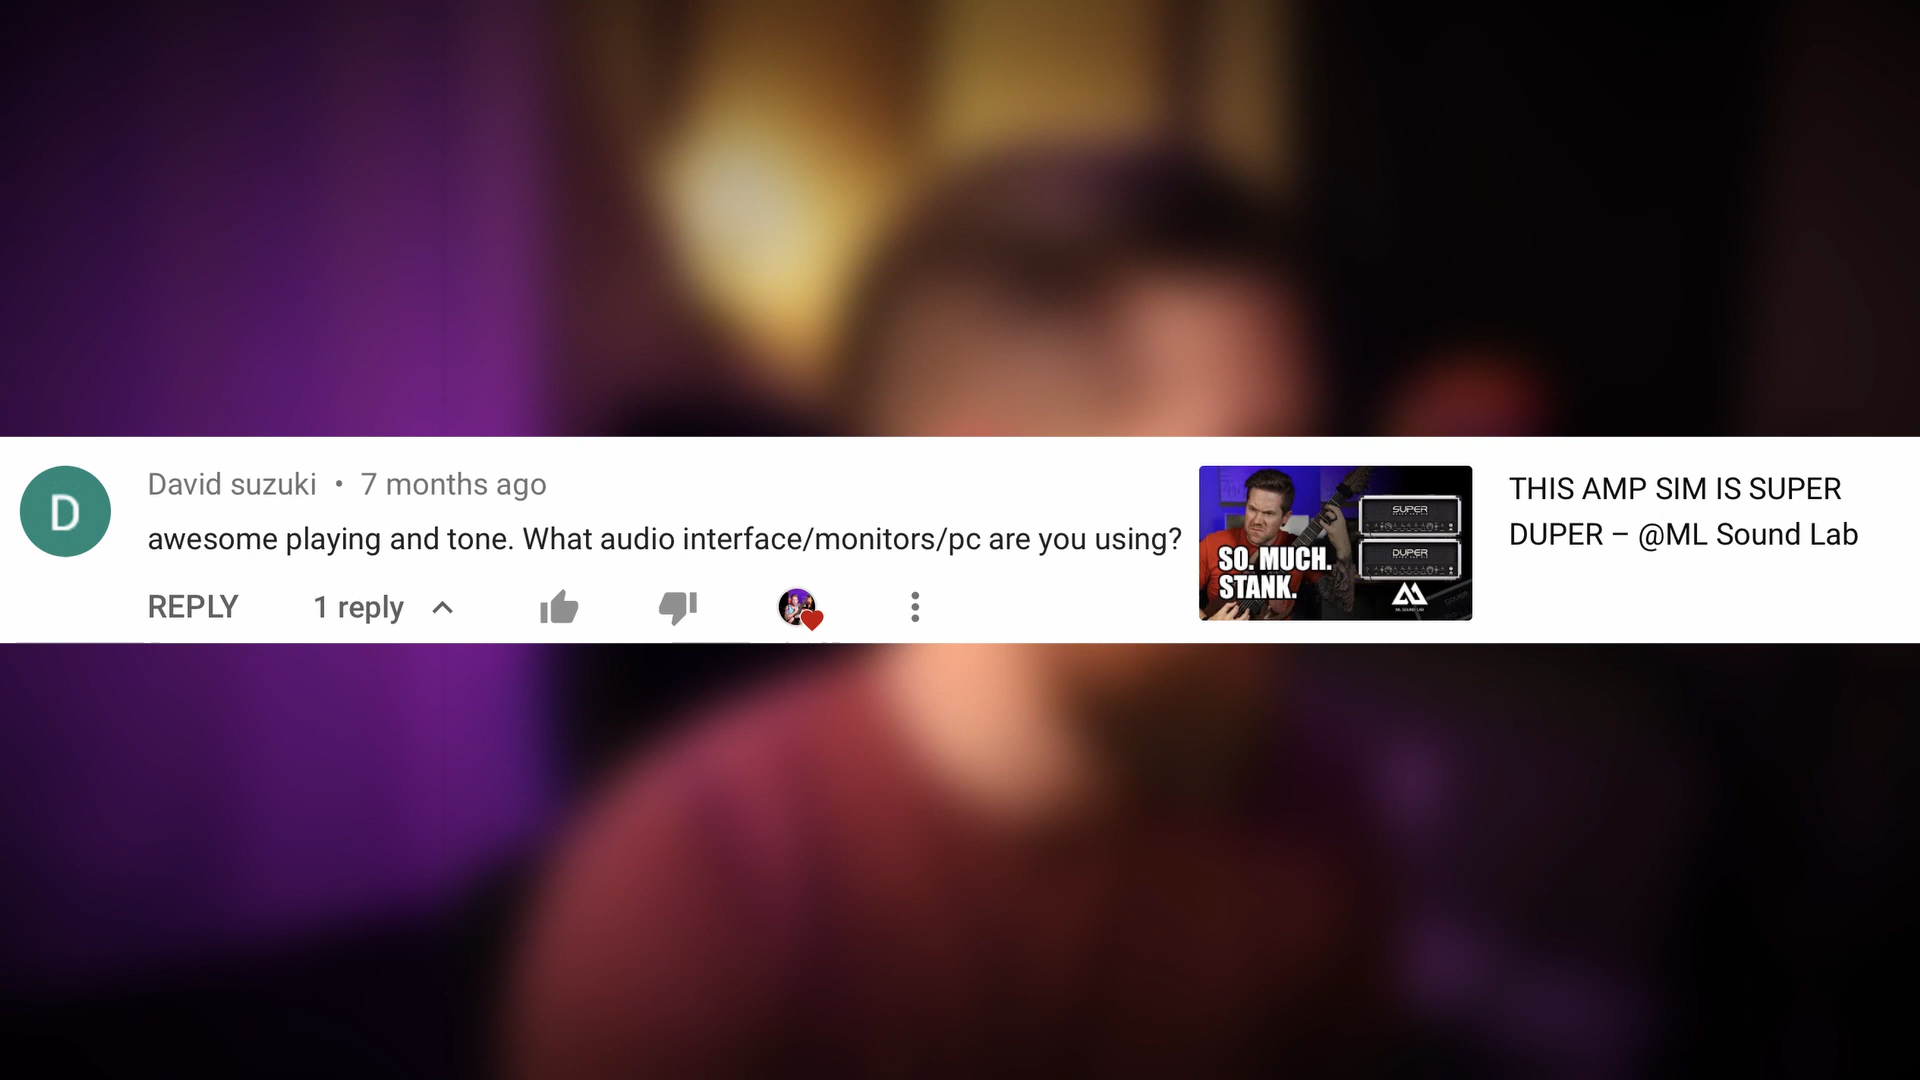 D
David suzuki • 7 months ago
awesome playing and tone. What audio interface/monitors/pc are you using?
REPLY 1 reply
SUPER
DUPER
SO. MUCH.
STANK.
ML SOUND LAB
THIS AMP SIM IS SUPER
DUPER – @ML Sound Lab